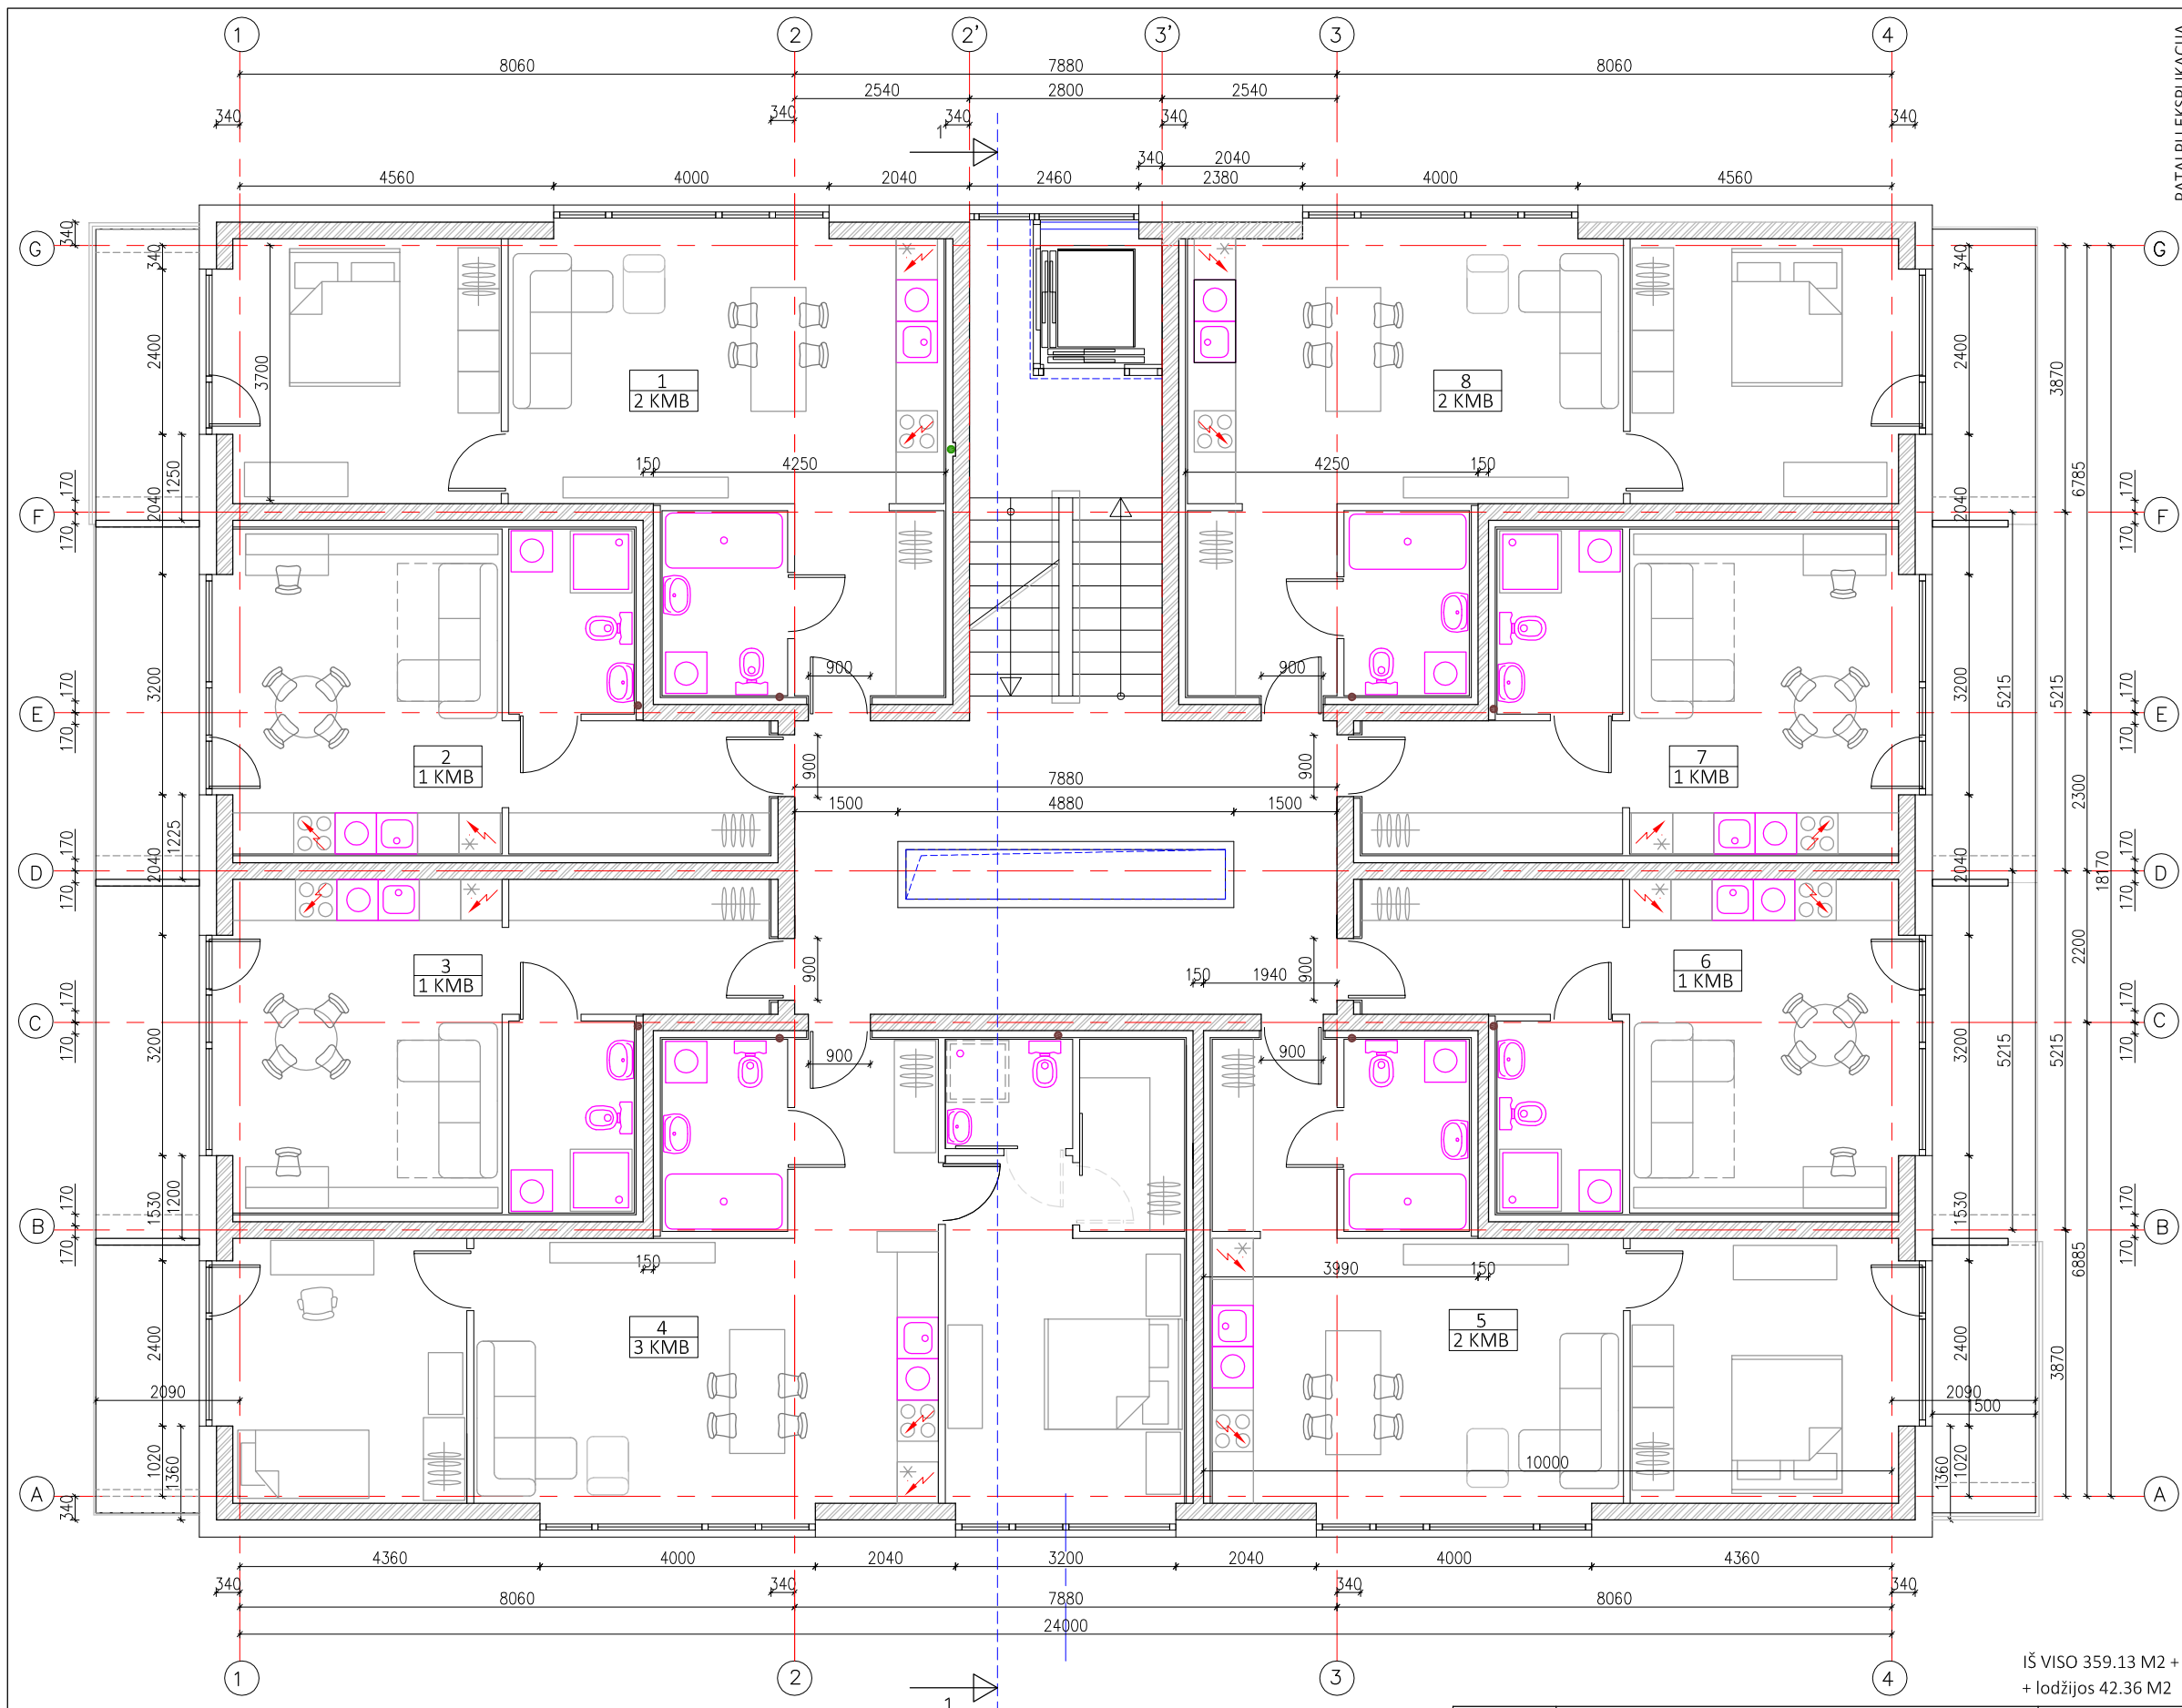 1 2 2' 3' 3 4
PATALPŲ EKSPLIKACIJA
8060 7880 8060
2540 2800 2540
340 340 340 340 340
1
340 2040
4560 4000 2040 2460 2380 4000 4560
G 340 340 340 G
2400 3700 2400 3870
1
2 KMB
8
2 KMB
1250 150 4250 4250 150
170 2040 2040 6785 170
F F
170 170
900 900
170 3200 3200 5215 5215 170
E E
170 170
2
1 KMB
7
1 KMB
900 7880 900
1500 4880 1500
1225 2300
170 2040 2040 170
D D
170 18170 170
3
1 KMB
6
1 KMB
900 150 1940 900 2200
170 170
C C
170 3200 3200 5215 5215 170
900 900
170 1530 1200 1530 170
B B
170 170
150 3990 150 6885
4
3 KMB
5
2 KMB
2400 2400 3870
2090 2090
1500
1020 1360 10000 1360 1020
A A
340
4360 4000 2040 3200 2040 4000 4360
340 340 340 340
8060 7880 8060
24000
1 2 3 4
1
IŠ VISO 359.13 M2 +
+ lodžijos 42.36 M2